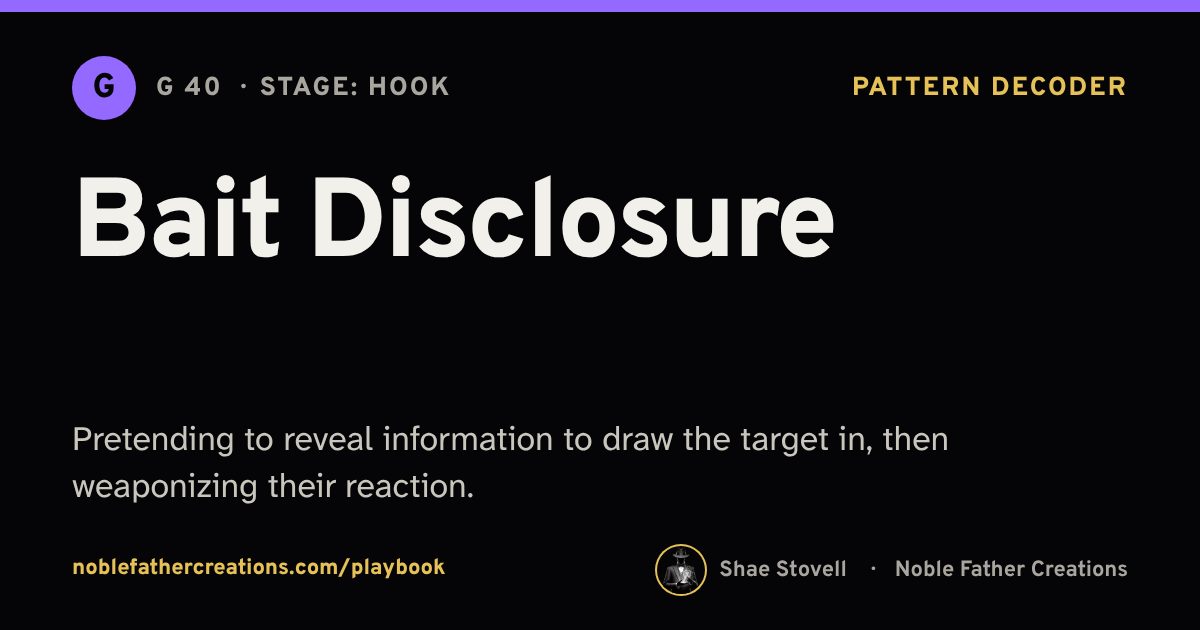 G
G 40 · STAGE: HOOK
PATTERN DECODER
Bait Disclosure
Pretending to reveal information to draw the target in, then
weaponizing their reaction.
noblefathercreations.com/playbook
Shae Stovell · Noble Father Creations